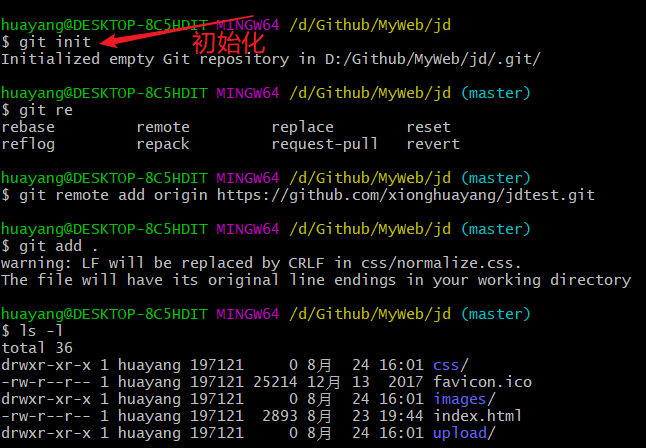 huayang@DESKTOP-8C5HDIT MINGW64 /d/Github/MyWeb/jd
$ git init
初始化
Initialized empty Git repository in D:/Github/MyWeb/jd/.git/
huayang@DESKTOP-8C5HDIT MINGW64 /d/Github/MyWeb/jd (master)
$ git re
rebase remote replace reset
reflog repack request-pull revert
huayang@DESKTOP-8C5HDIT MINGW64 /d/Github/MyWeb/jd (master)
$ git remote add origin https://github.com/xionghuayang/jdtest.git
huayang@DESKTOP-8C5HDIT MINGW64 /d/Github/MyWeb/jd (master)
$ git add .
warning: LF will be replaced by CRLF in css/normalize.css.
The file will have its original line endings in your working directory
huayang@DESKTOP-8C5HDIT MINGW64 /d/Github/MyWeb/jd (master)
$ ls -l
total 36
drwxr-xr-x 1 huayang 197121 0 8月 24 16:01 css/
-rw-r--r-- 1 huayang 197121 25214 12月 13 2017 favicon.ico
drwxr-xr-x 1 huayang 197121 0 8月 24 16:01 images/
-rw-r--r-- 1 huayang 197121 2893 8月 23 19:44 index.html
drwxr-xr-x 1 huayang 197121 0 8月 24 16:01 upload/